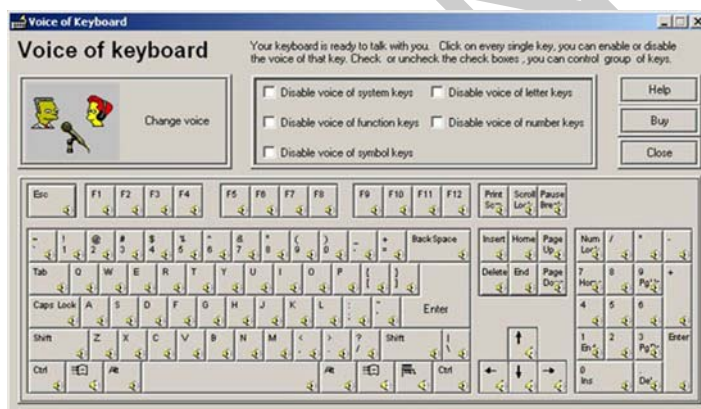 Voice of Keyboard
Voice of keyboard
Your keyboard is ready to talk with you. Click on every single key, you can enable or disable
the voice of that key. Check or uncheck the check boxes , you can control group of keys.
Change voice
Disable voice of system keys Disable voice of letter keys
Disable voice of function keys Disable voice of number keys
Disable voice of symbol keys
Help
Buy
Close
Esc F1 F2 F3 F4 F5 F6 F7 F8 F9 F10 F11 F12 Print Scroll Pause
~ ! @ # $ % ^ & * ( ) _ + BackSpace Insert Home Page Num / * -
` 1 2 3 4 5 6 7 8 9 0 - = Up Lock
Tab Q W E R T Y U I O P { } Delete End Page 7 8 9 +
[ ] Home
Caps Lock A S D F G H J K L : " Enter 4 5 6
; '
Shift Z X C V B N M < > ? Shift | 1 2 3 Enter
, . / \ End
Ctrl Alt Alt Ctrl 0 .
Ins Del